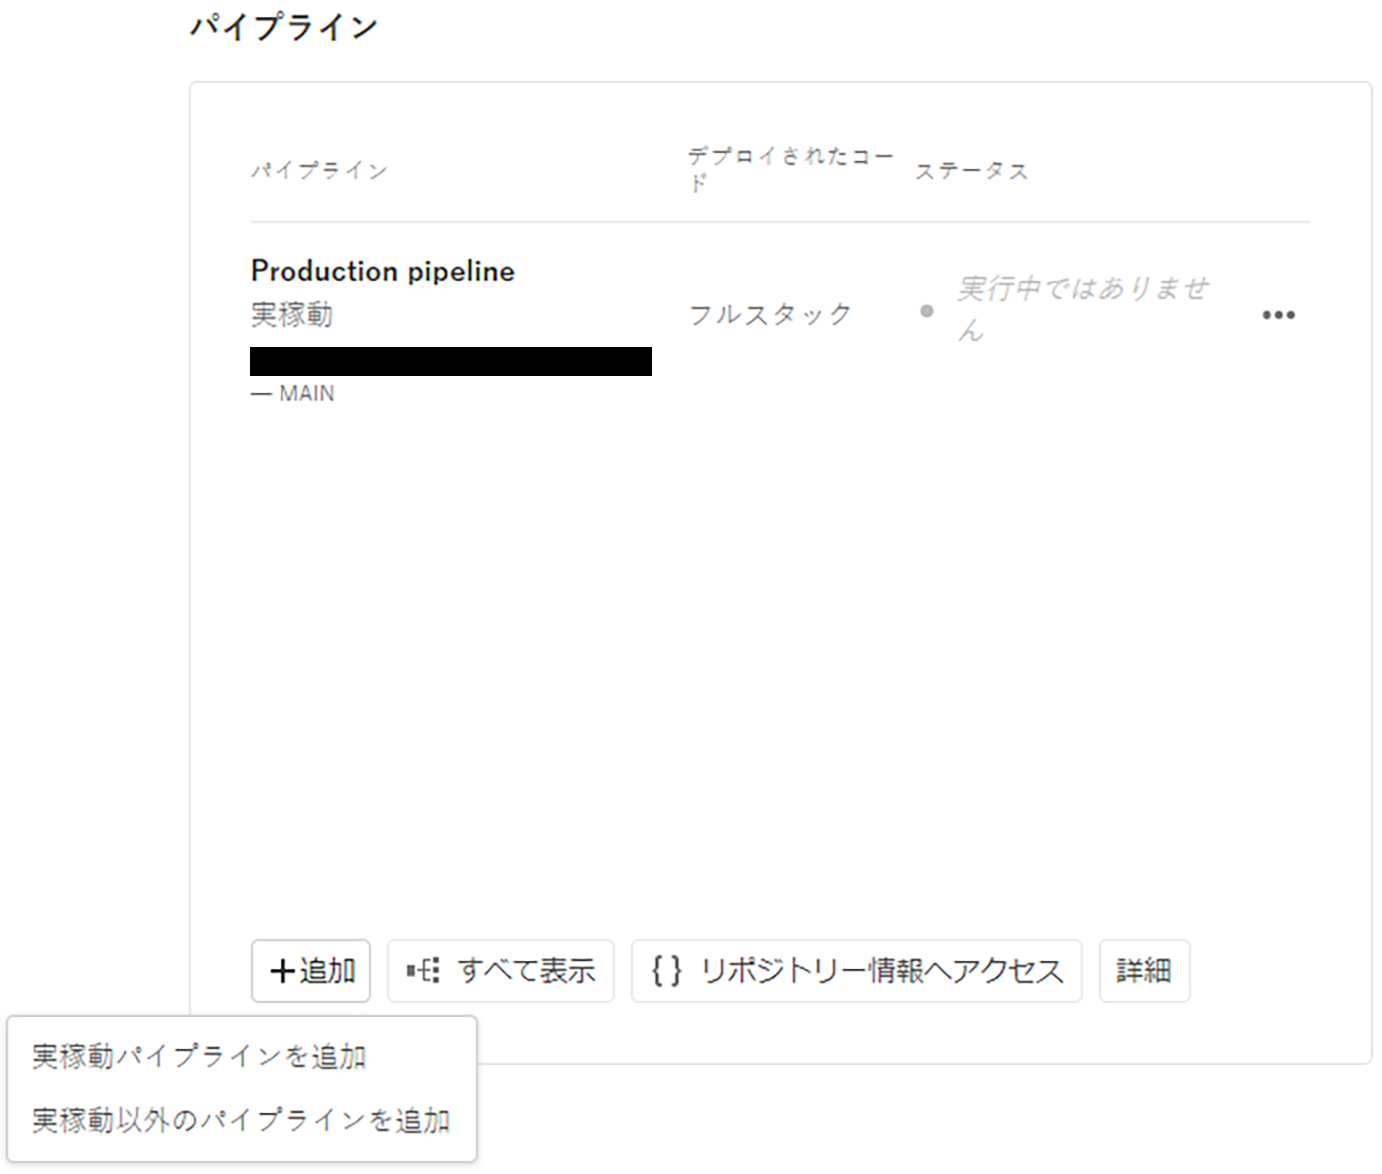 パイプライン
パイプライン
デプロイされたコー
ド
ステータス
Production pipeline
実稼動
— MAIN
フルスタック
実行中ではありませ
ん
+追加
すべて表示
{ } リポジトリー情報へアクセス
詳細
実稼動パイプラインを追加
実稼動以外のパイプラインを追加